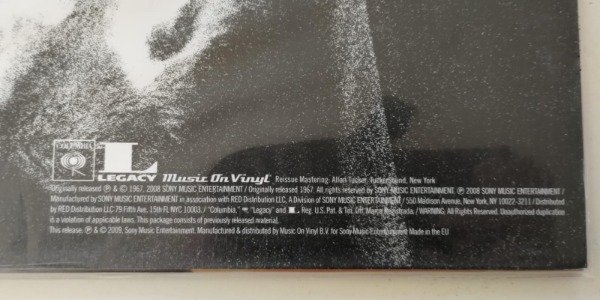 COLUMBIA
L
LEGACY Music On Vinyl Reissue Mastering: Allan Tucker, Tuckersound, New York
Originally released ℗ & © 1967, 2008 SONY MUSIC ENTERTAINMENT / Originally released 1967. All rights reserved by SONY MUSIC ENTERTAINMENT, ℗ 2008 SONY MUSIC ENTERTAINMENT /
Manufactured by SONY MUSIC ENTERTAINMENT in association with RED Distribution LLC. A Division of SONY MUSIC ENTERTAINMENT / 550 Madison Avenue, New York, NY 10022-3211 / Distributed
by RED Distribution LLC 79 Fifth Ave, 15th Fl, NYC 10003. / "Columbia," "Legacy" and L Reg. U.S. Pat. & Tm. Off. Marca Registrada. / WARNING: All Rights Reserved. Unauthorized duplication
is a violation of applicable laws. This package consists of previously released material.
This release: ℗ & © 2009, Sony Music Entertainment. Manufactured & distributed by Music On Vinyl B.V. for Sony Music Entertainment Made in the EU